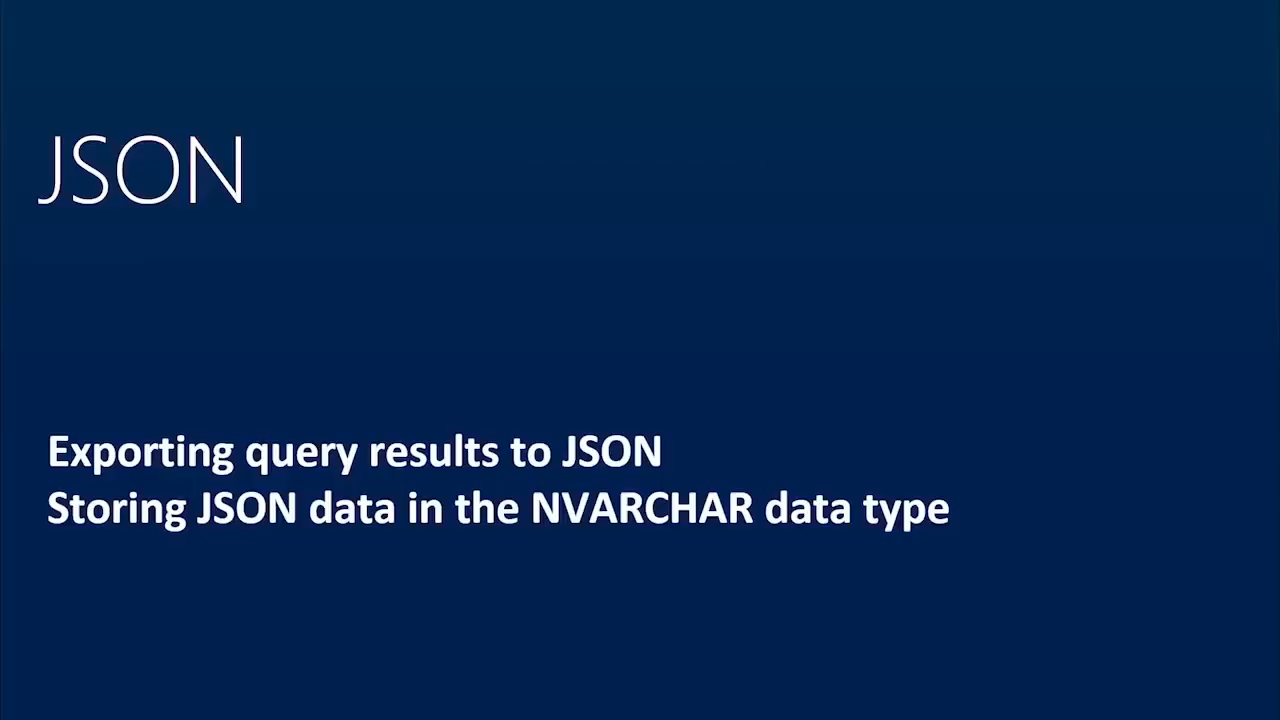 JSON
Exporting query results to JSON
Storing JSON data in the NVARCHAR data type